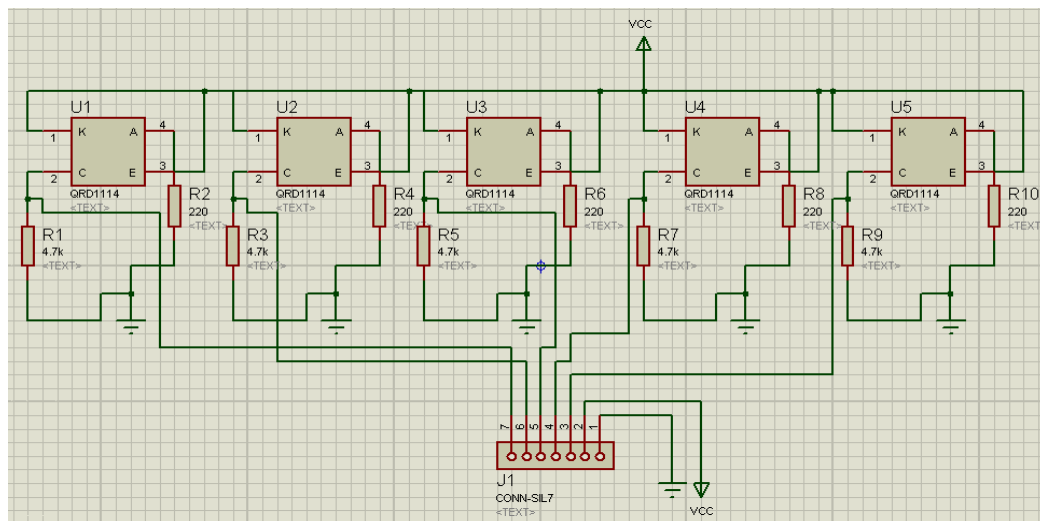 VCC
U1
U2
U3
U4
U5
K A
1 4
C E
2 3
QRD1114
<TEXT>
K A
1 4
C E
2 3
QRD1114
<TEXT>
K A
1 4
C E
2 3
QRD1114
<TEXT>
K A
1 4
C E
2 3
QRD1114
<TEXT>
K A
1 4
C E
2 3
QRD1114
<TEXT>
R2
220
<TEXT>
R4
220
<TEXT>
R6
220
<TEXT>
R8
220
<TEXT>
R10
220
<TEXT
R1
4.7k
<TEXT>
R3
4.7k
<TEXT>
R5
4.7k
<TEXT>
R7
4.7k
<TEXT>
R9
4.7k
<TEXT>
7 6 5 4 3 2 1
J1
CONN-SIL7
<TEXT>
VCC